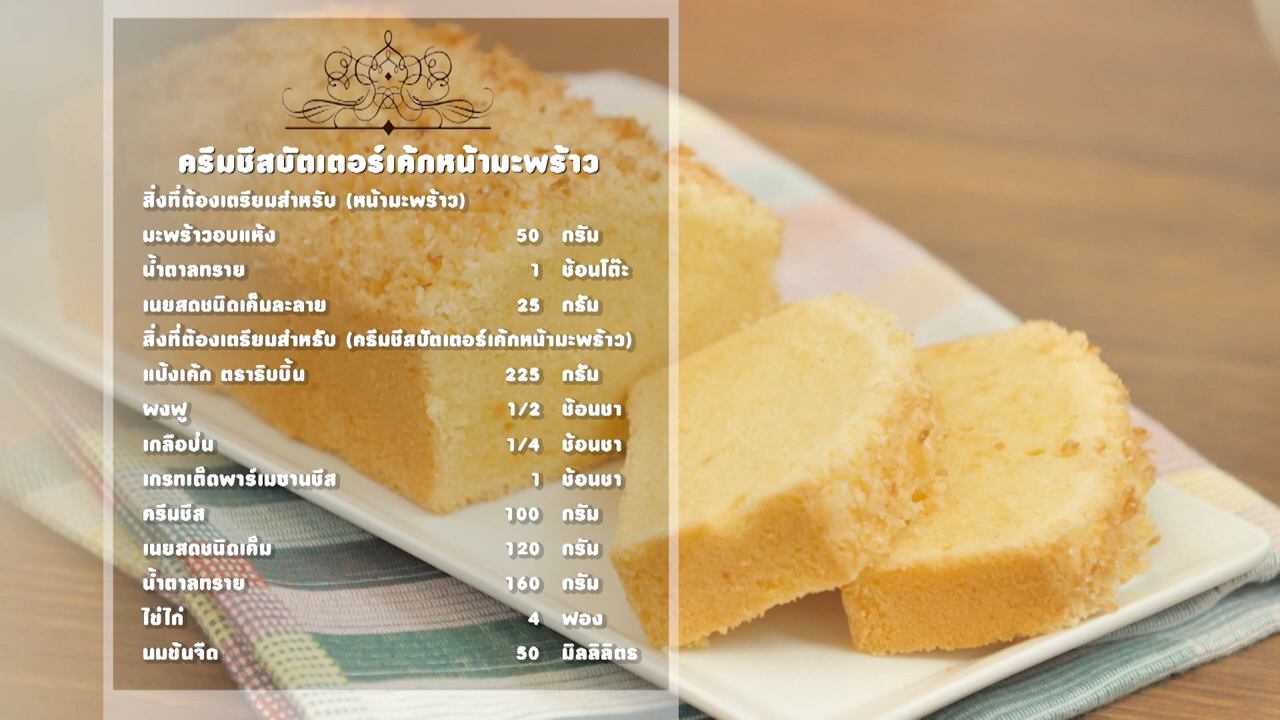 ครีมชีสบัตเตอร์เค้กหน้ามะพร้าว
สิ่งที่ต้องเตรียมสำหรับ (หน้ามะพร้าว)
มะพร้าวอบแห้ง 50 กรัม
น้ำตาลทราย 1 ช้อนโต๊ะ
เนยสดชนิดเค็มละลาย 25 กรัม
สิ่งที่ต้องเตรียมสำหรับ (ครีมชีสบัตเตอร์เค้กหน้ามะพร้าว)
แป้งเค้ก ตราริบบิ้น 225 กรัม
ผงฟู 1/2 ช้อนชา
เกลือป่น 1/4 ช้อนชา
เกรทเต็ดพาร์เมซานชีส 1 ช้อนชา
ครีมชีส 100 กรัม
เนยสดชนิดเค็ม 120 กรัม
น้ำตาลทราย 160 กรัม
ไข่ไก่ 4 ฟอง
นมข้นจืด 50 มิลลิลิตร